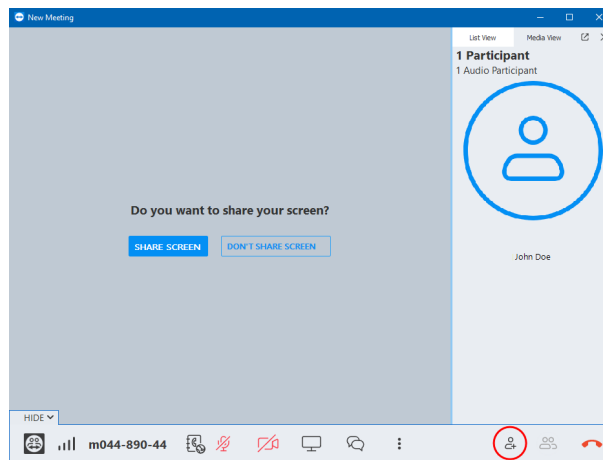 New Meeting
List View
Media View
1 Participant
1 Audio Participant
Do you want to share your screen?
SHARE SCREEN
DON'T SHARE SCREEN
John Doe
HIDE
m044-890-44